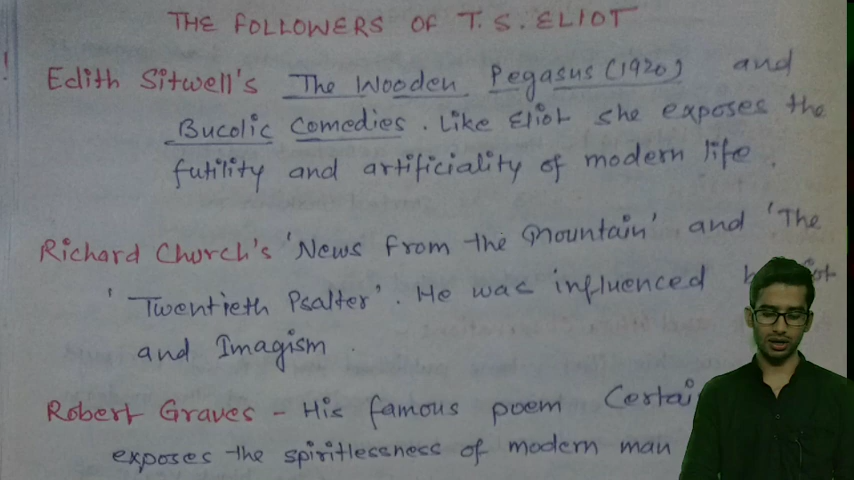 THE FOLLOWERS OF T. S. ELIOT
Edith Sitwell's The Wooden Pegasus (1920) and
Bucolic Comedies. Like Eliot she exposes the
futility and artificiality of modern life.
Richard Church's 'News from the Mountain' and 'The
' Twentieth Psalter'. He was influenced
and Imagism.
Robert Graves - His famous poem
exposes the spiritlessness of modern man